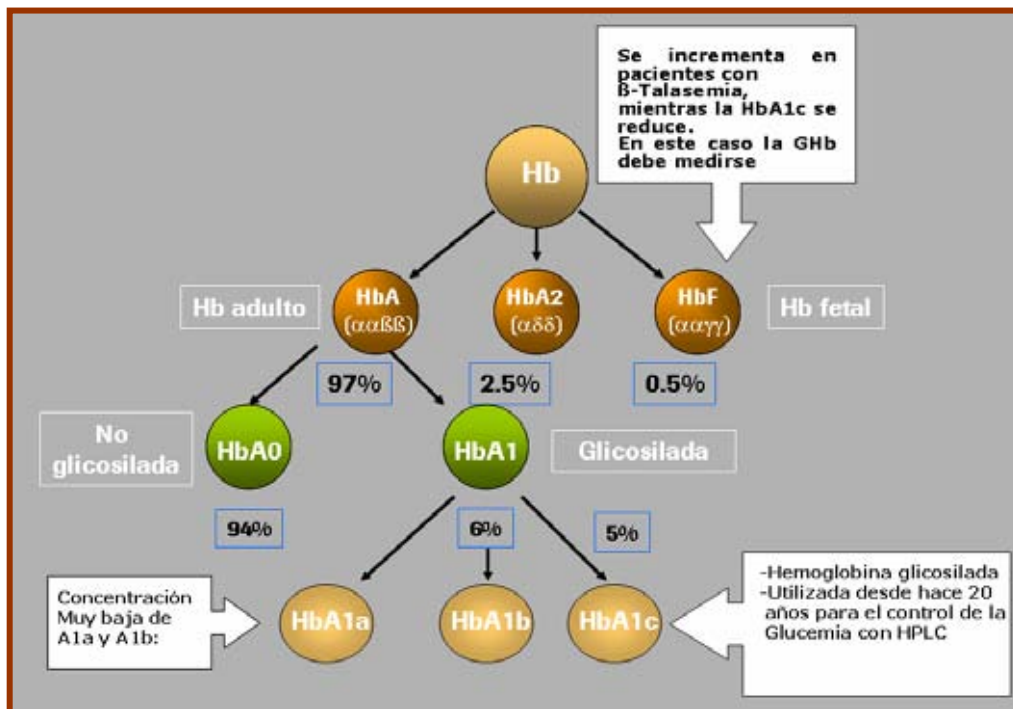 Se incrementa en
pacientes con
ß-Talasemia,
mientras la HbA1c se
reduce.
En este caso la GHb
debe medirse
Hb
Hb adulto
HbA
(ααßß)
HbA2
(αδδ)
HbF
(ααγγ)
Hb fetal
97%
2.5%
0.5%
No
glicosilada
HbA0
HbA1
Glicosilada
94%
6%
5%
Concentración
Muy baja de
A1a y A1b:
HbA1a
HbA1b
HbA1c
-Hemoglobina glicosilada
-Utilizada desde hace 20
años para el control de la
Glucemia con HPLC